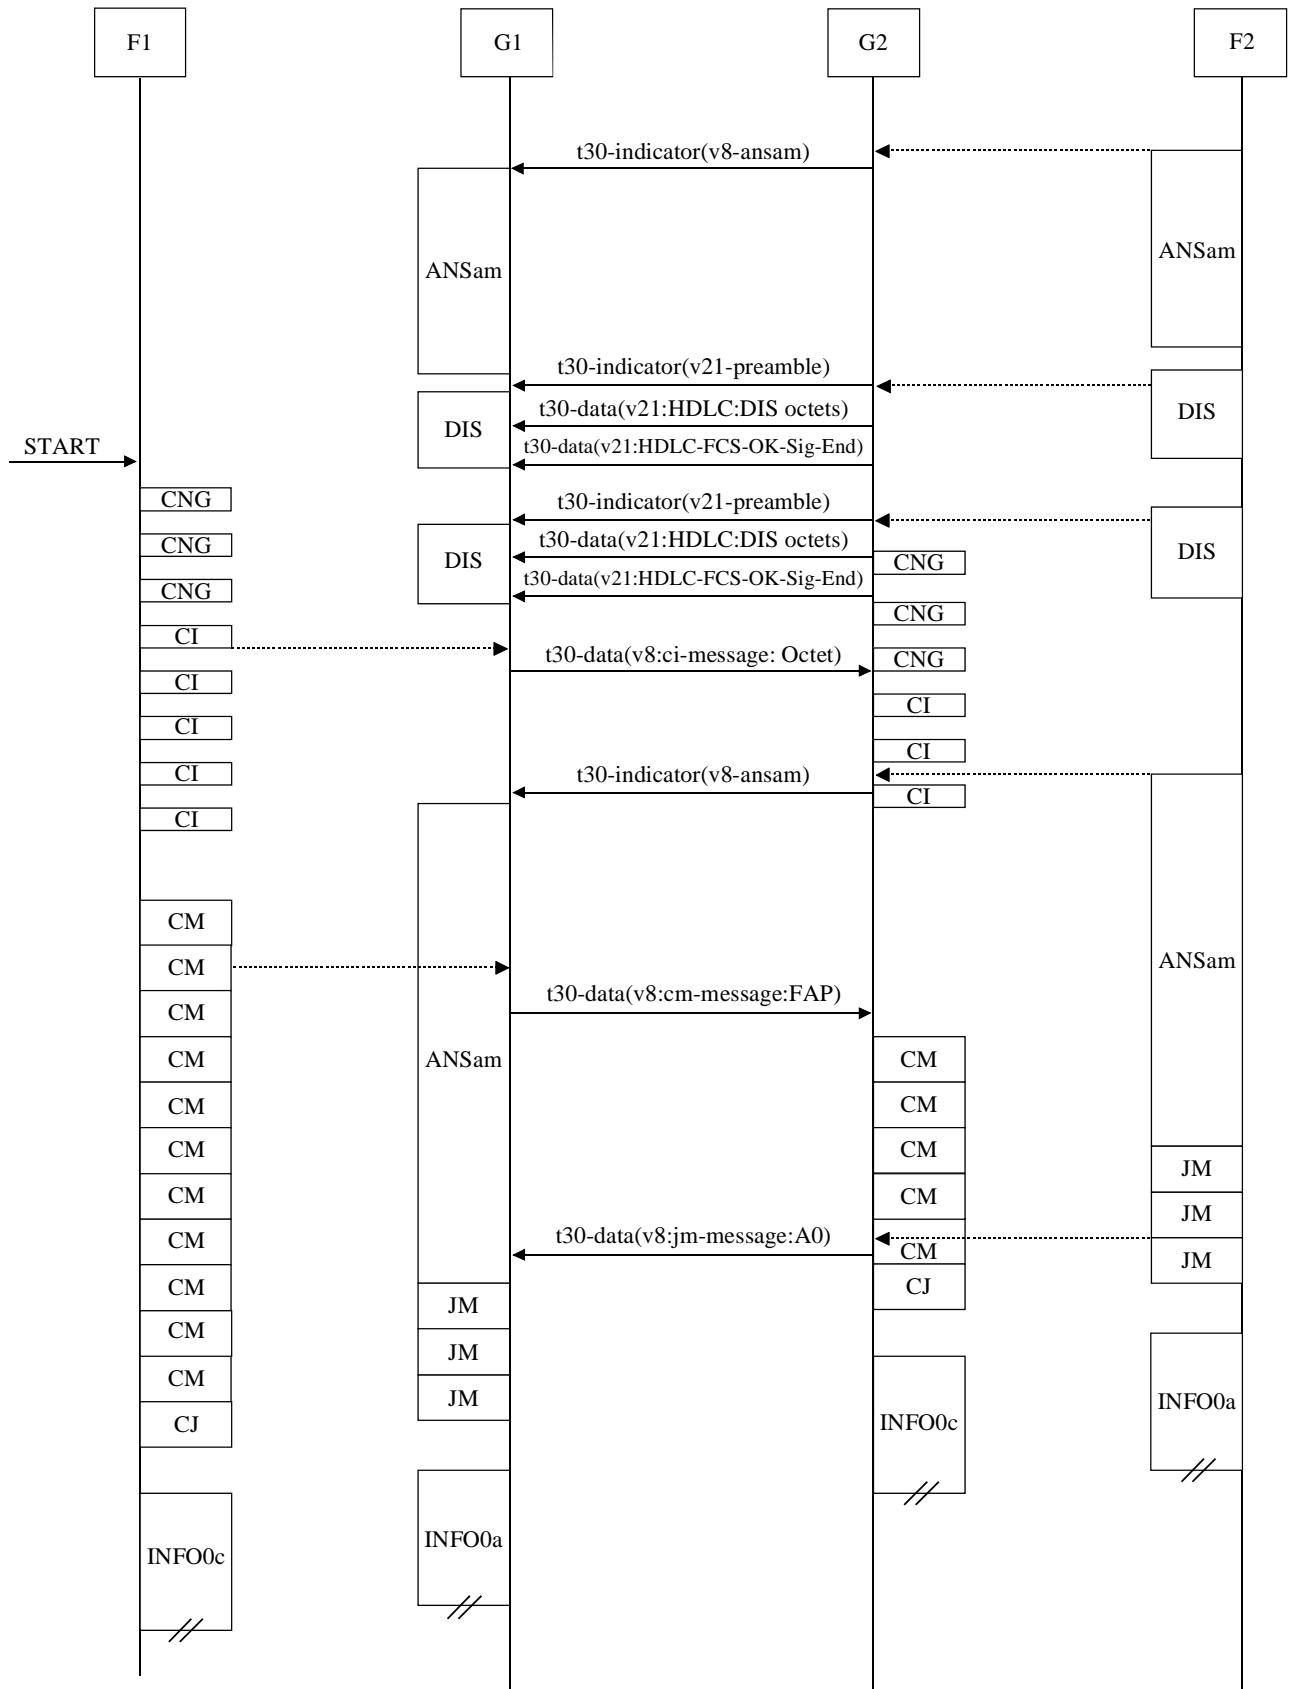 F1
G1
G2
F2
t30-indicator(v8-ansam)
ANSam
ANSam
t30-indicator(v21-preamble)
t30-data(v21:HDLC:DIS octets)
DIS
DIS
START
t30-data(v21:HDLC-FCS-OK-Sig-End)
CNG
t30-indicator(v21-preamble)
CNG
t30-data(v21:HDLC:DIS octets)
DIS
DIS
CNG
t30-data(v21:HDLC-FCS-OK-Sig-End)
CNG
CNG
CI
t30-data(v8:ci-message: Octet)
CNG
CI
CI
CI
CI
t30-indicator(v8-ansam)
CI
CI
CI
CM
CM
ANSam
t30-data(v8:cm-message:FAP)
CM
CM
ANSam
CM
CM
CM
CM
CM
JM
CM
CM
JM
CM
t30-data(v8:jm-message:A0)
CM
JM
CM
CJ
JM
CM
JM
CM
JM
INFO0a
CJ
INFO0c
INFO0a
INFO0c